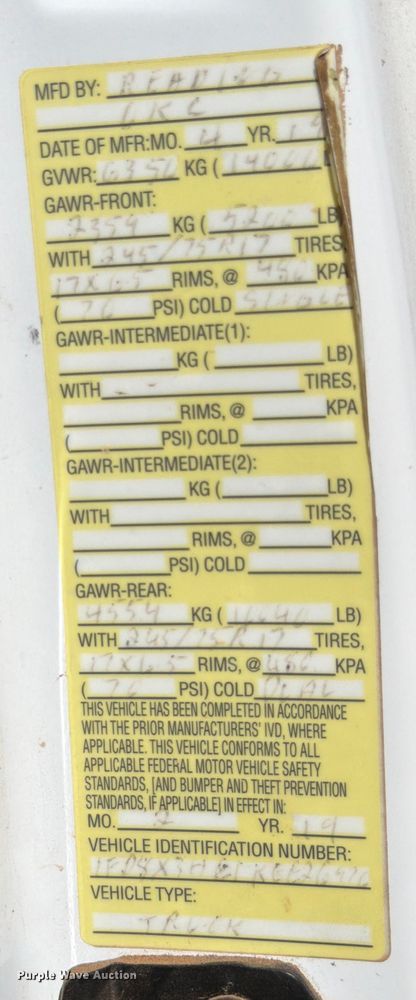 MFD BY: READING
OKC
DATE OF MFR:MO. 4 YR. 19
GVWR: 6350 KG ( 14000 L
GAWR-FRONT:
2359 KG ( 5200 LB
WITH 245/75R17 TIRES,
17X6.5 RIMS, @ KPA
( 76 PSI) COLD SINGLE
GAWR-INTERMEDIATE(1):
KG ( LB)
WITH TIRES,
RIMS, @ KPA
( PSI) COLD
GAWR-INTERMEDIATE(2):
KG ( LB)
WITH TIRES,
RIMS, @ KPA
( PSI) COLD
GAWR-REAR:
4554 KG ( 10040 LB)
WITH 245/75R17 TIRES,
17X6.5 RIMS, @ KPA
( 76 PSI) COLD DUAL
THIS VEHICLE HAS BEEN COMPLETED IN ACCORDANCE
WITH THE PRIOR MANUFACTURERS' IVD, WHERE
APPLICABLE. THIS VEHICLE CONFORMS TO ALL
APPLICABLE FEDERAL MOTOR VEHICLE SAFETY
STANDARDS, [AND BUMPER AND THEFT PREVENTION
STANDARDS, IF APPLICABLE] IN EFFECT IN:
MO. 2 YR. 19
VEHICLE IDENTIFICATION NUMBER:
VEHICLE TYPE:
TRUCK
Purple Wave Auction